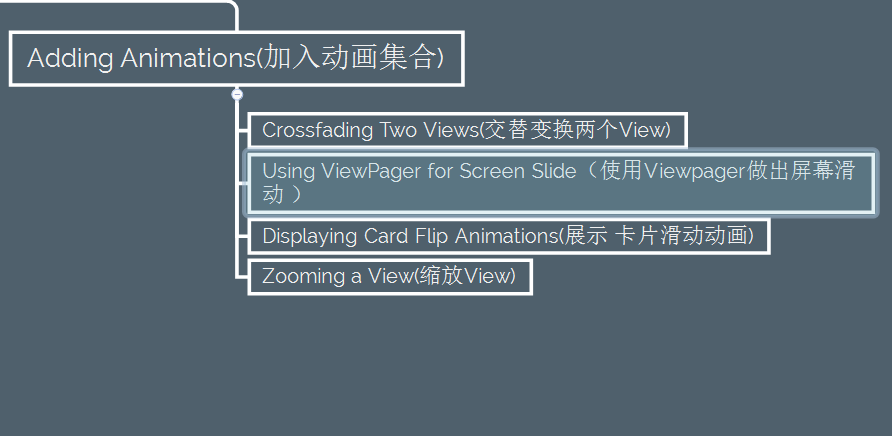 Adding Animations(加入动画集合)
Crossfading Two Views(交替变换两个View)
Using ViewPager for Screen Slide（使用Viewpager做出屏幕滑
动 ）
Displaying Card Flip Animations(展示 卡片滑动动画)
Zooming a View(缩放View)